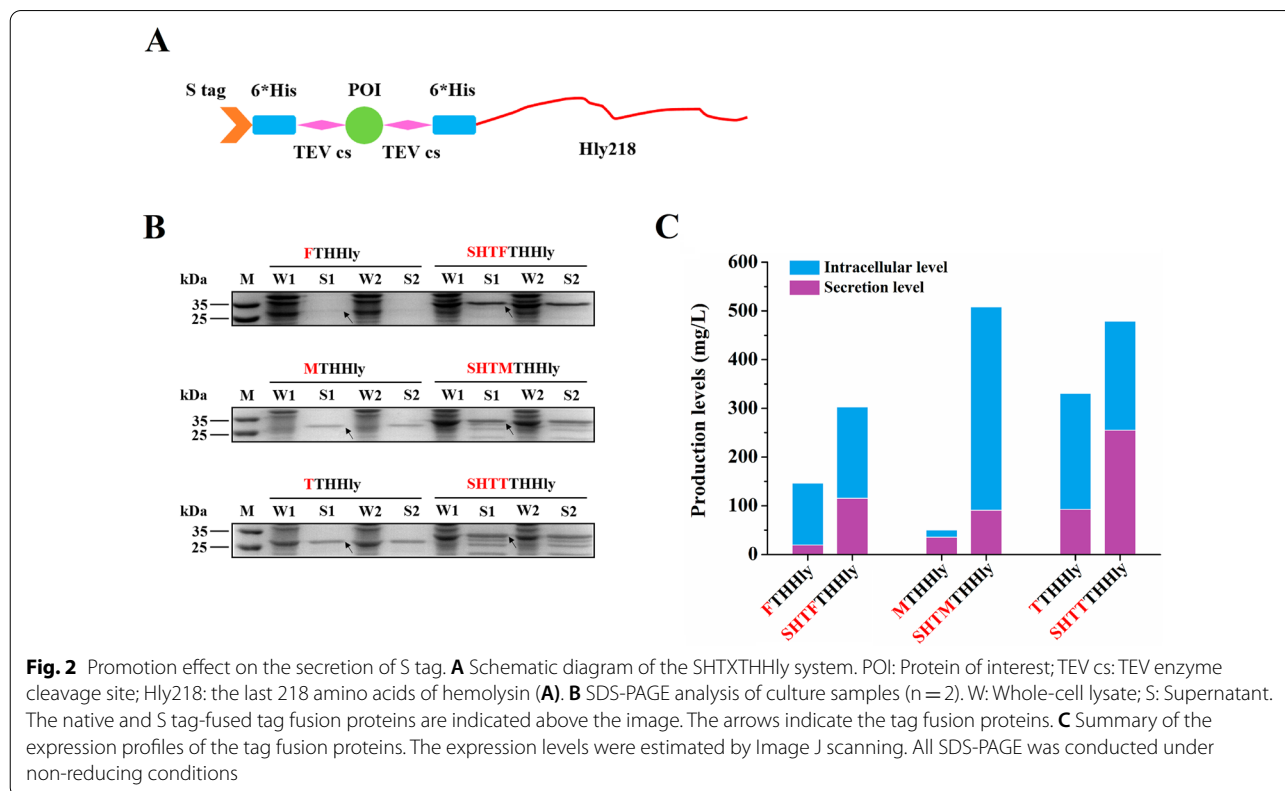 A
S tag 6*His POI 6*His
TEV cs TEV cs
Hly218
B
FTHHly SHTFTHHly
kDa M W1 S1 W2 S2 W1 S1 W2 S2
35
25
MTHHly SHTMTHHly
kDa M W1 S1 W2 S2 W1 S1 W2 S2
35
25
TTHHly SHTTTHHly
kDa M W1 S1 W2 S2 W1 S1 W2 S2
35
25
C
Production levels (mg/L)
600
500
400
300
200
100
0
Intracellular level
Secretion level
FTHHly
SHTFTHHly
MTHHly
SHTMTHHly
TTHHly
SHTTTHHly
Fig. 2 Promotion effect on the secretion of S tag. A Schematic diagram of the SHTXTHHly system. POI: Protein of interest; TEV cs: TEV enzyme
cleavage site; Hly218: the last 218 amino acids of hemolysin (A). B SDS-PAGE analysis of culture samples (n = 2). W: Whole-cell lysate; S: Supernatant.
The native and S tag-fused tag fusion proteins are indicated above the image. The arrows indicate the tag fusion proteins. C Summary of the
expression profiles of the tag fusion proteins. The expression levels were estimated by Image J scanning. All SDS-PAGE was conducted under
non-reducing conditions